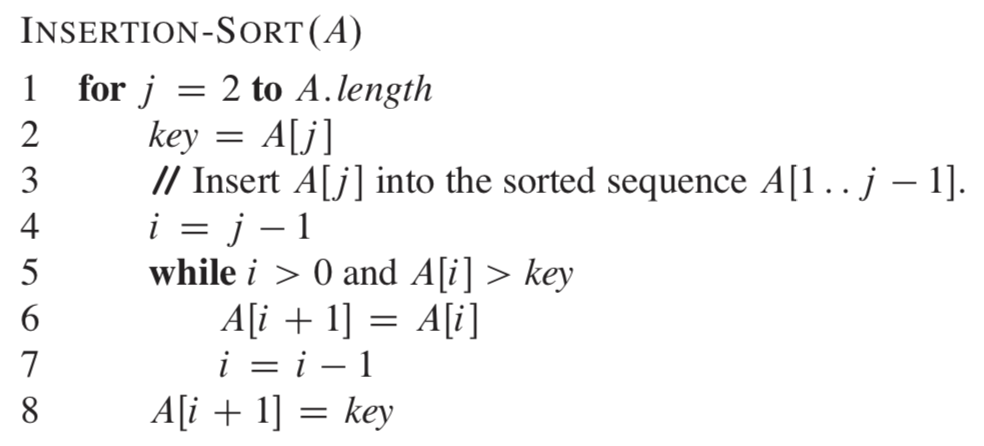 INSERTION-SORT(A)
1 for j = 2 to A.length
2 key = A[j]
3 // Insert A[j] into the sorted sequence A[1 . . j − 1].
4 i = j − 1
5 while i > 0 and A[i] > key
6 A[i + 1] = A[i]
7 i = i − 1
8 A[i + 1] = key